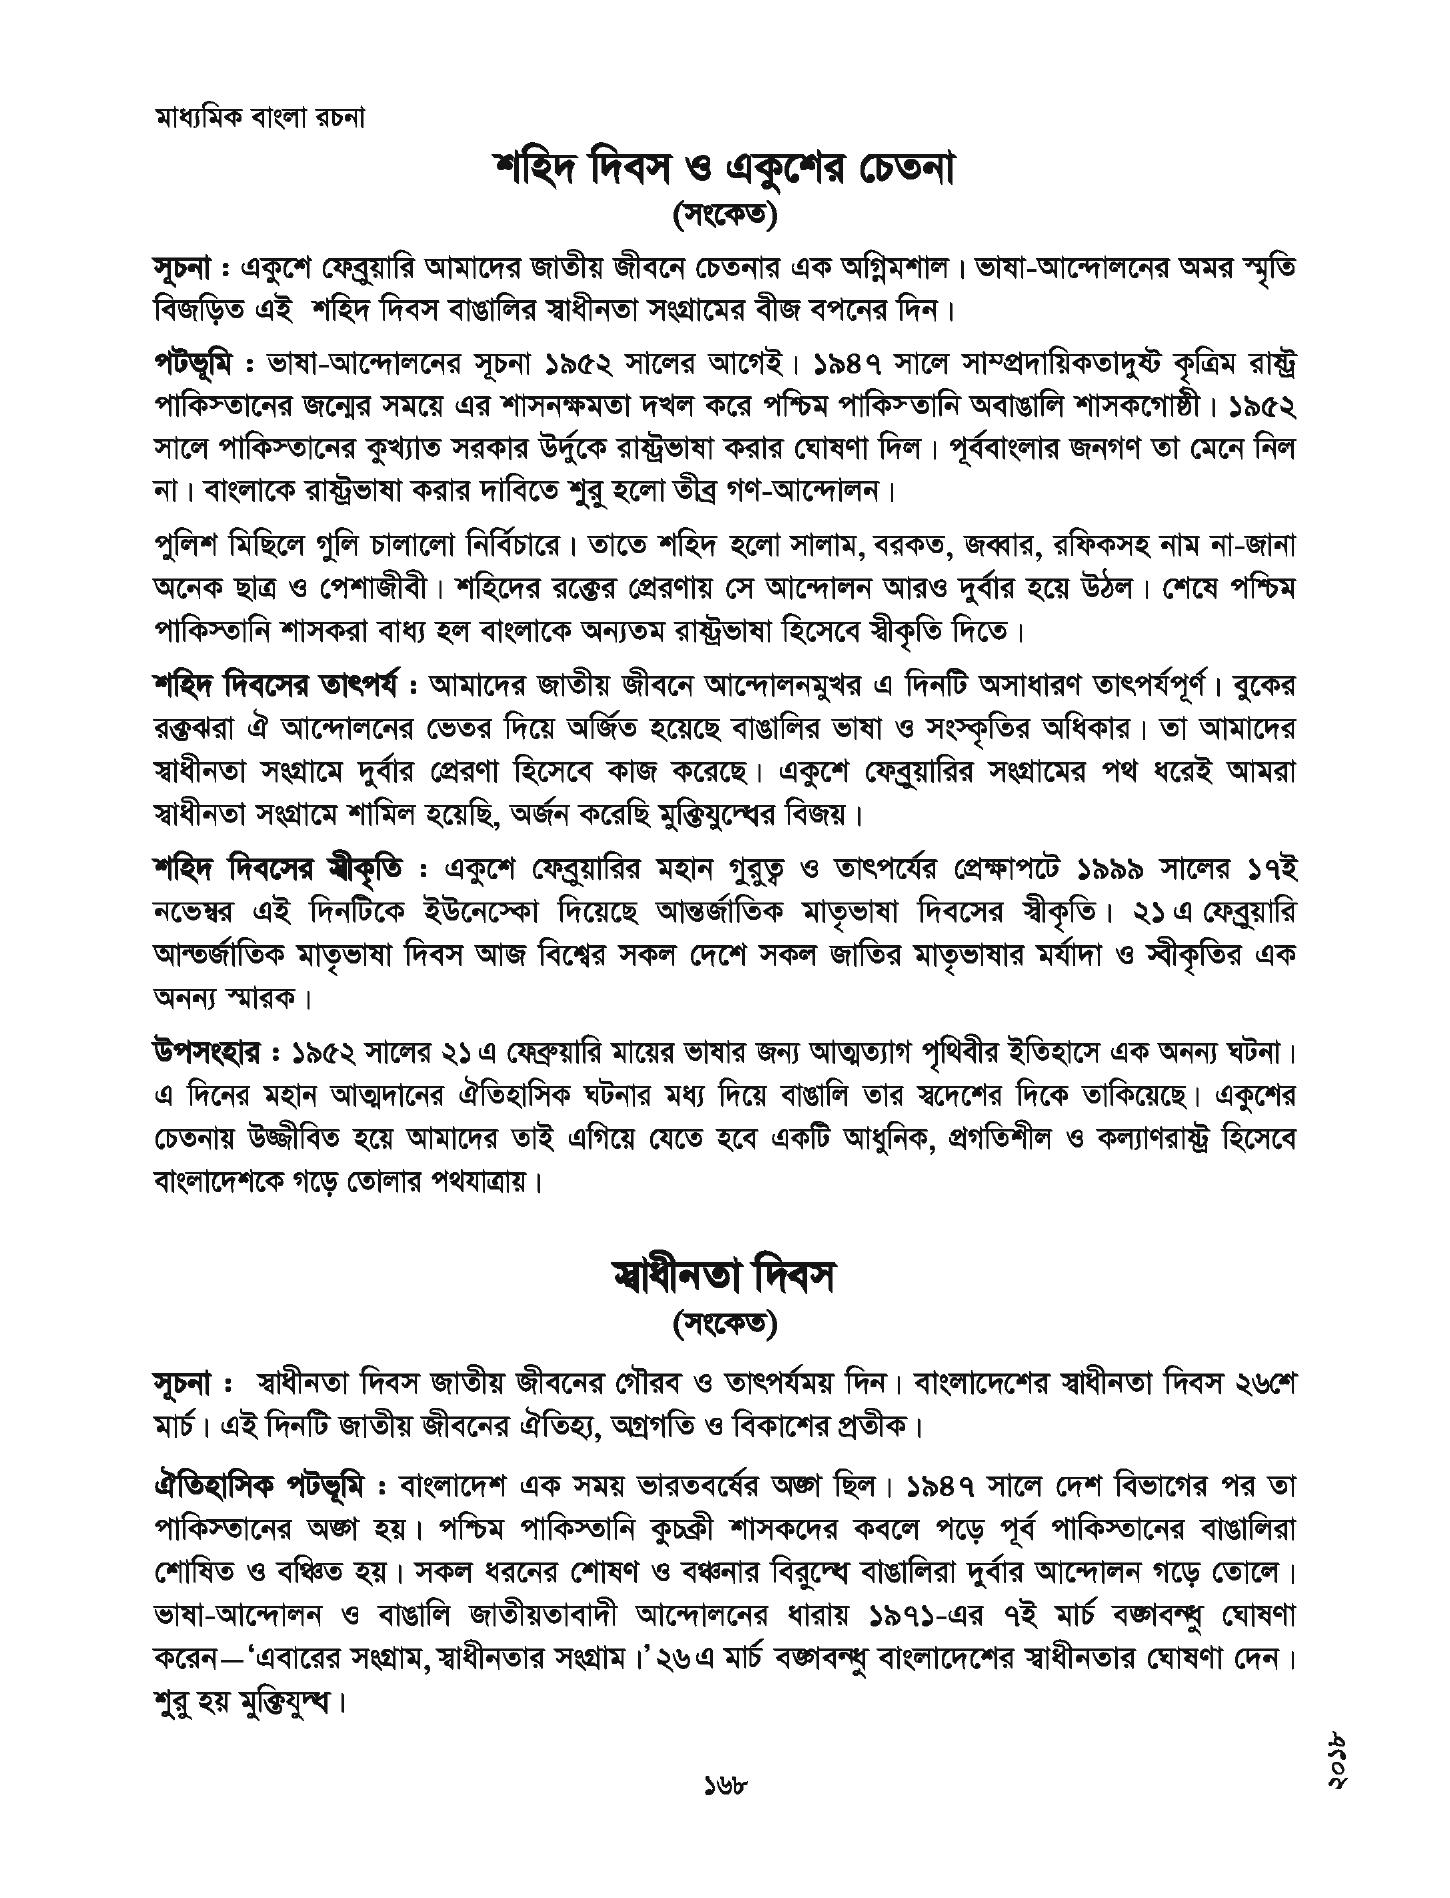 মাধ্যমিক বাংলা রচনা
শহিদ দিবস ও একুশের চেতনা
(সংকেত)
সূচনা : একুশে ফেব্রুয়ারি আমাদের জাতীয় জীবনে চেতনার এক অগ্নিমশাল। ভাষা-আন্দোলনের অমর স্মৃতি
বিজড়িত এই শহিদ দিবস বাঙালির স্বাধীনতা সংগ্রামের বীজ বপনের দিন।
পটভূমি : ভাষা-আন্দোলনের সূচনা ১৯৫২ সালের আগেই। ১৯৪৭ সালে সাম্প্রদায়িকতাদুষ্ট কৃত্রিম রাষ্ট্র
পাকিস্তানের জন্মের সময়ে এর শাসনক্ষমতা দখল করে পশ্চিম পাকিস্তানি অবাঙালি শাসকগোষ্ঠী। ১৯৫২
সালে পাকিস্তানের কুখ্যাত সরকার উর্দুকে রাষ্ট্রভাষা করার ঘোষণা দিল। পূর্ববাংলার জনগণ তা মেনে নিল
না। বাংলাকে রাষ্ট্রভাষা করার দাবিতে শুরু হলো তীব্র গণ-আন্দোলন।
পুলিশ মিছিলে গুলি চালালো নির্বিচারে। তাতে শহিদ হলো সালাম, বরকত, জব্বার, রফিকসহ নাম না-জানা
অনেক ছাত্র ও পেশাজীবী। শহিদের রক্তের প্রেরণায় সে আন্দোলন আরও দুর্বার হয়ে উঠল। শেষে পশ্চিম
পাকিস্তানি শাসকরা বাধ্য হল বাংলাকে অন্যতম রাষ্ট্রভাষা হিসেবে স্বীকৃতি দিতে।
শহিদ দিবসের তাৎপর্য : আমাদের জাতীয় জীবনে আন্দোলনমুখর এ দিনটি অসাধারণ তাৎপর্যপূর্ণ। বুকের
রক্তঝরা ঐ আন্দোলনের ভেতর দিয়ে অর্জিত হয়েছে বাঙালির ভাষা ও সংস্কৃতির অধিকার। তা আমাদের
স্বাধীনতা সংগ্রামে দুর্বার প্রেরণা হিসেবে কাজ করেছে। একুশে ফেব্রুয়ারির সংগ্রামের পথ ধরেই আমরা
স্বাধীনতা সংগ্রামে শামিল হয়েছি, অর্জন করেছি মুক্তিযুদ্ধের বিজয়।
শহিদ দিবসের স্বীকৃতি : একুশে ফেব্রুয়ারির মহান গুরুত্ব ও তাৎপর্যের প্রেক্ষাপটে ১৯৯৯ সালের ১৭ই
নভেম্বর এই দিনটিকে ইউনেস্কো দিয়েছে আন্তর্জাতিক মাতৃভাষা দিবসের স্বীকৃতি। ২১এ ফেব্রুয়ারি
আন্তর্জাতিক মাতৃভাষা দিবস আজ বিশ্বের সকল দেশে সকল জাতির মাতৃভাষার মর্যাদা ও স্বীকৃতির এক
অনন্য স্মারক।
উপসংহার : ১৯৫২ সালের ২১এ ফেব্রুয়ারি মায়ের ভাষার জন্য আত্মত্যাগ পৃথিবীর ইতিহাসে এক অনন্য ঘটনা।
এ দিনের মহান আত্মদানের ঐতিহাসিক ঘটনার মধ্য দিয়ে বাঙালি তার স্বদেশের দিকে তাকিয়েছে। একুশের
চেতনায় উজ্জীবিত হয়ে আমাদের তাই এগিয়ে যেতে হবে একটি আধুনিক, প্রগতিশীল ও কল্যাণরাষ্ট্র হিসেবে
বাংলাদেশকে গড়ে তোলার পথযাত্রায়।
স্বাধীনতা দিবস
(সংকেত)
সূচনা : স্বাধীনতা দিবস জাতীয় জীবনের গৌরব ও তাৎপর্যময় দিন। বাংলাদেশের স্বাধীনতা দিবস ২৬শে
মার্চ। এই দিনটি জাতীয় জীবনের ঐতিহ্য, অগ্রগতি ও বিকাশের প্রতীক।
ঐতিহাসিক পটভূমি : বাংলাদেশ এক সময় ভারতবর্ষের অঙ্গ ছিল। ১৯৪৭ সালে দেশ বিভাগের পর তা
পাকিস্তানের অঙ্গ হয়। পশ্চিম পাকিস্তানি কুচক্রী শাসকদের কবলে পড়ে পূর্ব পাকিস্তানের বাঙালিরা
শোষিত ও বঞ্চিত হয়। সকল ধরনের শোষণ ও বঞ্চনার বিরুদ্ধে বাঙালিরা দুর্বার আন্দোলন গড়ে তোলে।
ভাষা-আন্দোলন ও বাঙালি জাতীয়তাবাদী আন্দোলনের ধারায় ১৯৭১-এর ৭ই মার্চ বঙ্গবন্ধু ঘোষণা
করেন—‘এবারের সংগ্রাম, স্বাধীনতার সংগ্রাম।’ ২৬এ মার্চ বঙ্গবন্ধু বাংলাদেশের স্বাধীনতার ঘোষণা দেন।
শুরু হয় মুক্তিযুদ্ধ।
১৬৮
২০১৮